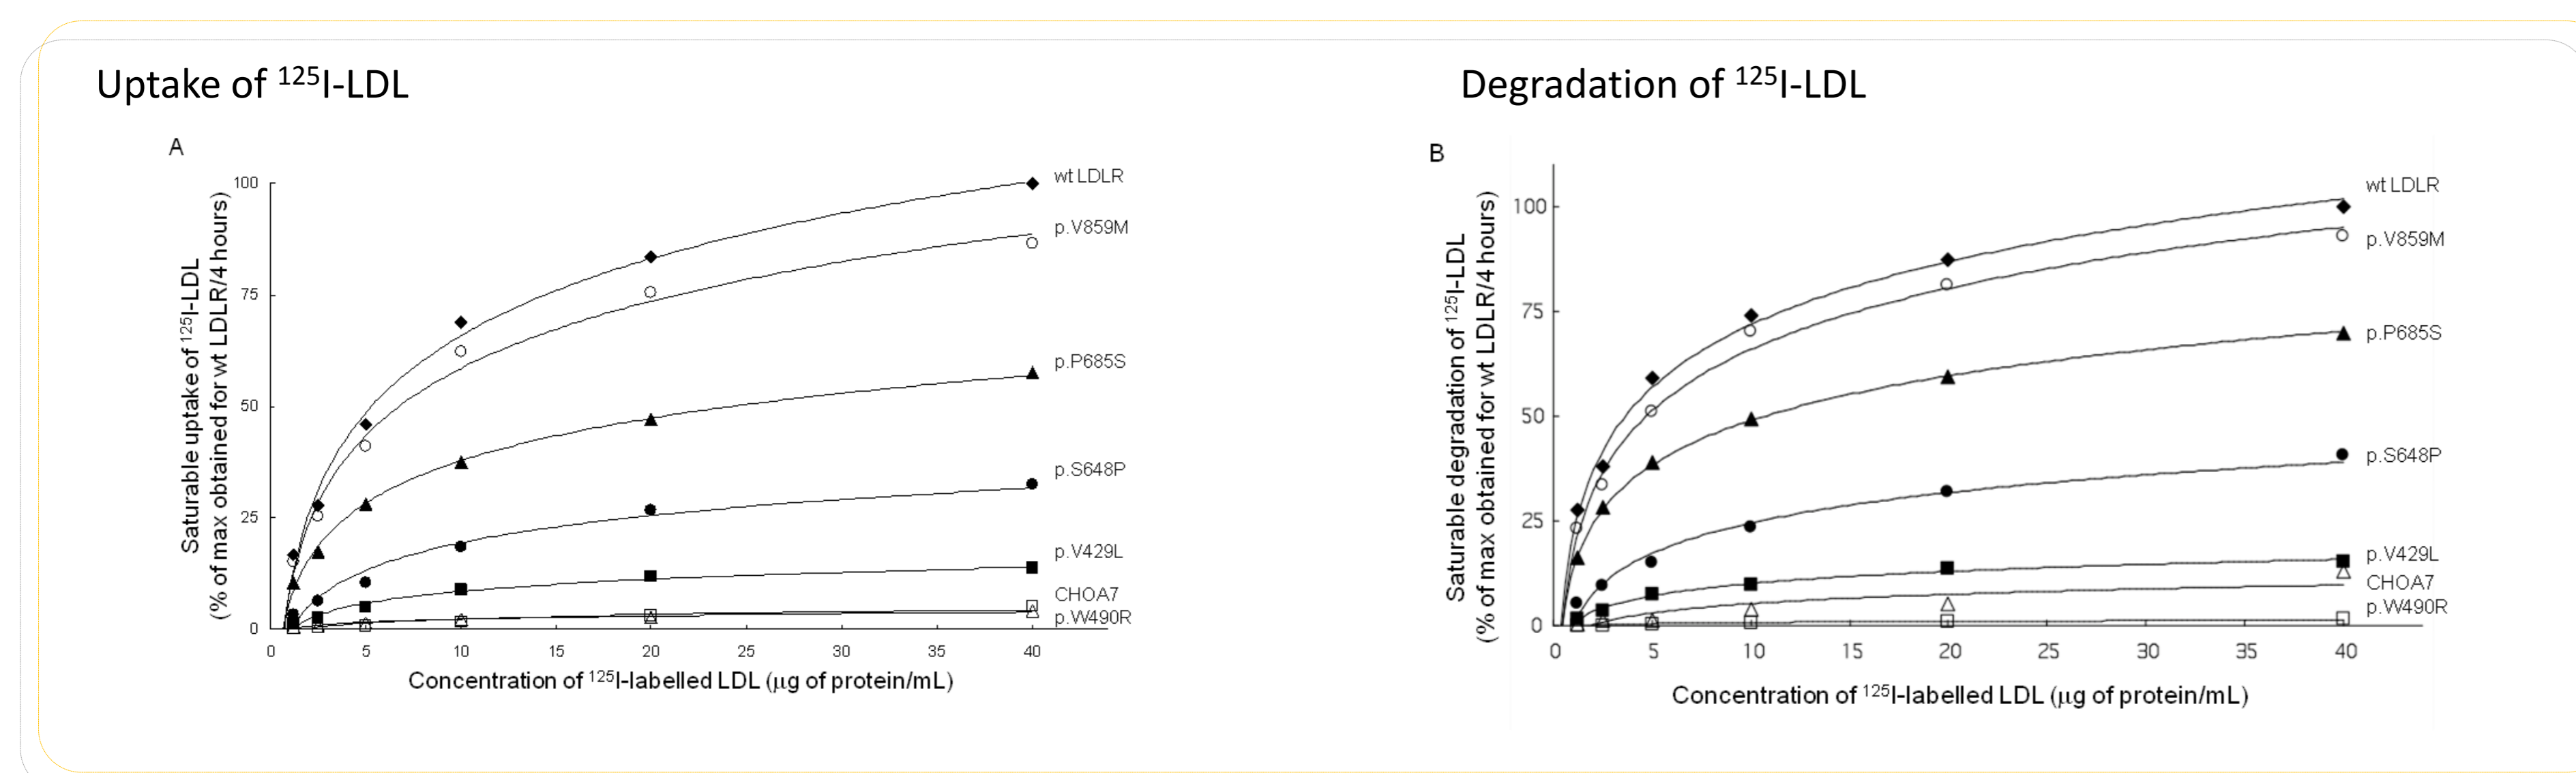 Uptake of ¹²⁵I-LDL
Degradation of ¹²⁵I-LDL
A
Saturable uptake of ¹²⁵I-LDL
(% of max obtained for wt LDLR/4 hours)
100
75
50
25
0
wt LDLR
p.V859M
p.P685S
p.S648P
p.V429L
CHOA7
p.W490R
0 5 10 15 20 25 30 35 40
Concentration of ¹²⁵I-labelled LDL (µg of protein/mL)
B
Saturable degradation of ¹²⁵I-LDL
(% of max obtained for wt LDLR/4 hours)
100
75
50
25
0
wt LDLR
p.V859M
p.P685S
p.S648P
p.V429L
CHOA7
p.W490R
0 5 10 15 20 25 30 35 40
Concentration of ¹²⁵I-labelled LDL (µg of protein/mL)